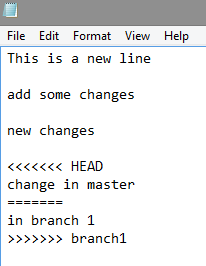 File Edit Format View Help
This is a new line
add some changes
new changes
<<<<<<< HEAD
change in master
=======
in branch 1
>>>>>>> branch1